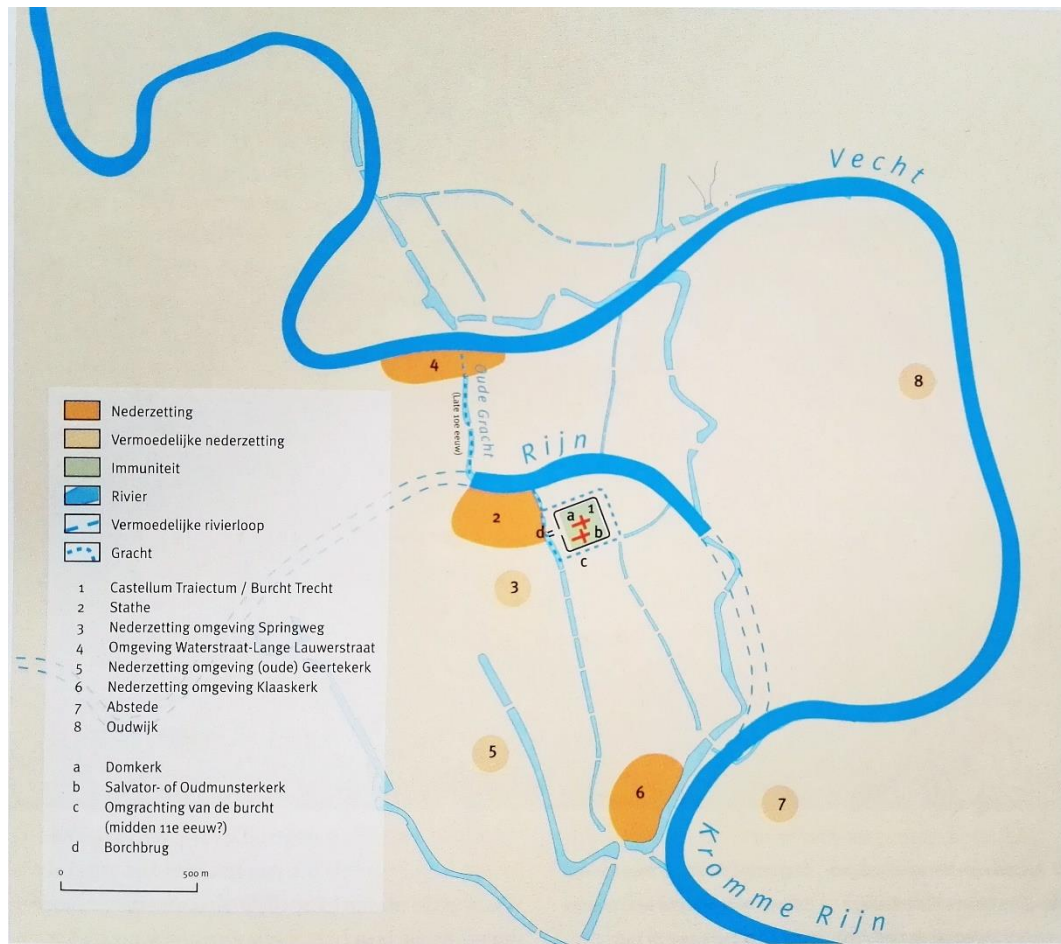 Vecht
4
8
Oude Gracht
(Late 10e eeuw)
Rijn
2
a
1
d
b
c
3
5
6
7
Kromme Rijn
Nederzetting
Vermoedelijke nederzetting
Immuniteit
Rivier
Vermoedelijke rivierloop
Gracht
1 Castellum Traiectum / Burcht Trecht
2 Stathe
3 Nederzetting omgeving Springweg
4 Omgeving Waterstraat-Lange Lauwerstraat
5 Nederzetting omgeving (oude) Geertekerk
6 Nederzetting omgeving Klaaskerk
7 Abstede
8 Oudwijk
a Domkerk
b Salvator- of Oudmunsterkerk
c Omgrachting van de burcht
(midden 11e eeuw?)
d Borchbrug
0 500 m